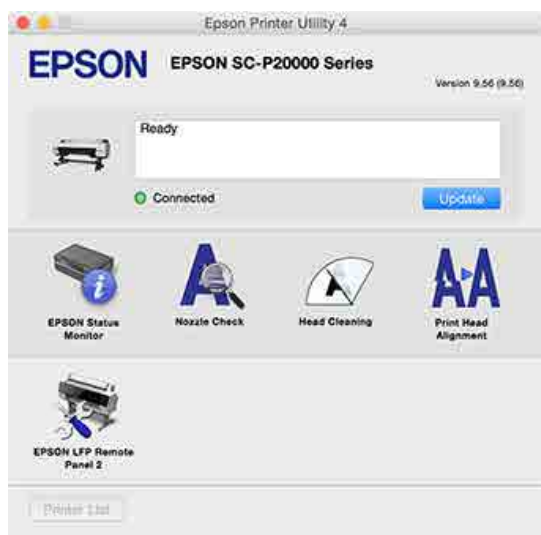 Epson Printer Utility 4
EPSON
EPSON SC-P20000 Series
Version 9.56 (9.56)
Ready
Connected
Update
EPSON Status
Monitor
Nozzle Check
Head Cleaning
Print Head
Alignment
EPSON LFP Remote
Panel 2
Printer List